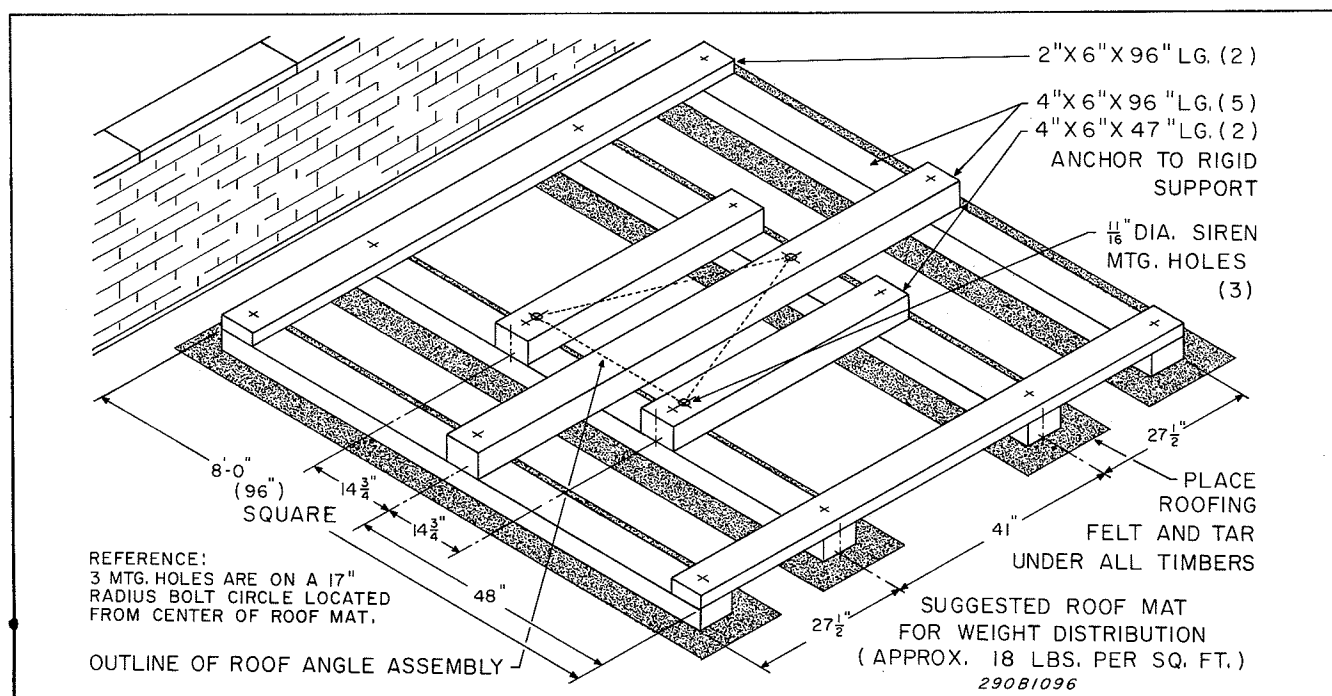 2"X6"X96" LG. (2)
4"X6"X96" LG. (5)
4"X6"X47" LG. (2)
ANCHOR TO RIGID
SUPPORT
11/16" DIA. SIREN
MTG. HOLES
(3)
8'-0"
(96")
SQUARE
14 3/4"
14 3/4"
48"
27 1/2"
41"
27 1/2"
PLACE
ROOFING
FELT AND TAR
UNDER ALL TIMBERS
REFERENCE:
3 MTG. HOLES ARE ON A 17"
RADIUS BOLT CIRCLE LOCATED
FROM CENTER OF ROOF MAT.
OUTLINE OF ROOF ANGLE ASSEMBLY
SUGGESTED ROOF MAT
FOR WEIGHT DISTRIBUTION
(APPROX. 18 LBS. PER SQ. FT.)
290B1096